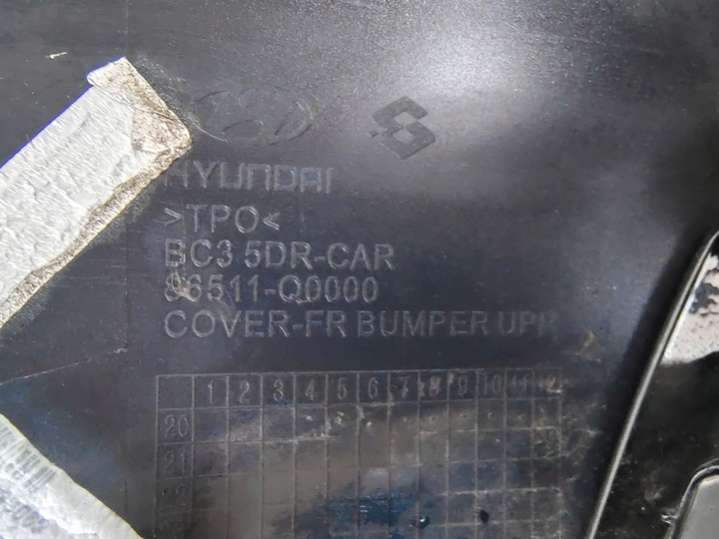 HYUNDAI
>TPO<
BC3 5DR-CAR
86511-Q0000
COVER-FR BUMPER UPR
1 2 3 4 5 6 7 8 9 10 11 12
20
21